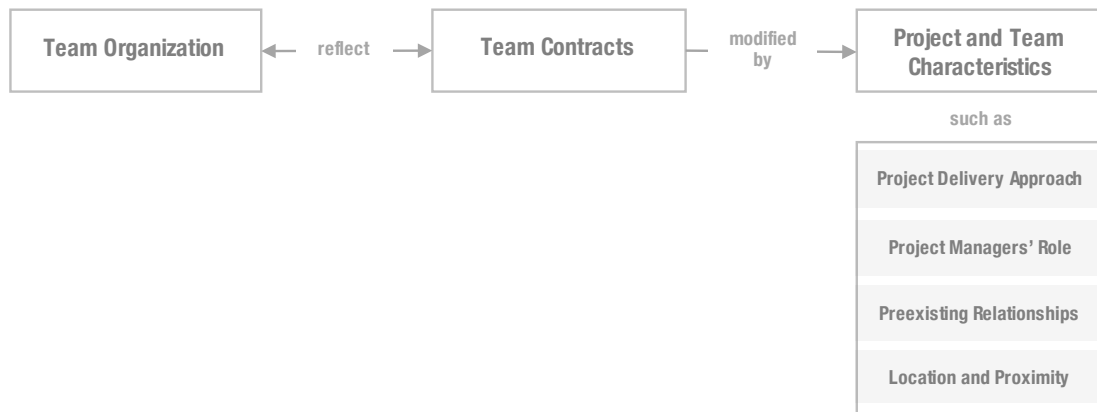 Team Organization
reflect
Team Contracts
modified
by
Project and Team
Characteristics
such as
Project Delivery Approach
Project Managers’ Role
Preexisting Relationships
Location and Proximity